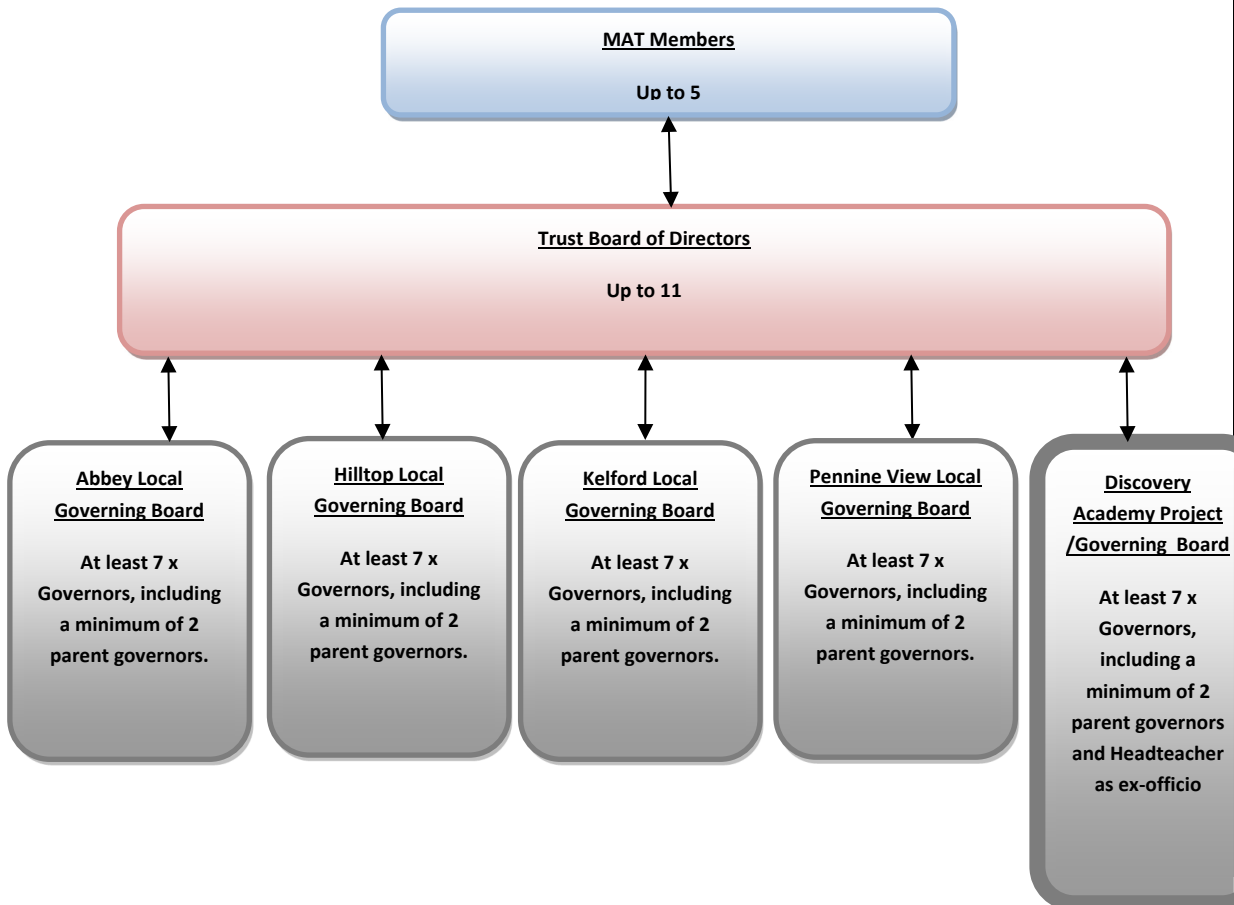 MAT Members
Up to 5
Trust Board of Directors
Up to 11
Abbey Local
Governing Board
At least 7 x
Governors, including
a minimum of 2
parent governors.
Hilltop Local
Governing Board
At least 7 x
Governors, including
a minimum of 2
parent governors.
Kelford Local
Governing Board
At least 7 x
Governors, including
a minimum of 2
parent governors.
Pennine View Local
Governing Board
At least 7 x
Governors, including
a minimum of 2
parent governors.
Discovery
Academy Project
/Governing Board
At least 7 x
Governors,
including a
minimum of 2
parent governors
and Headteacher
as ex-officio